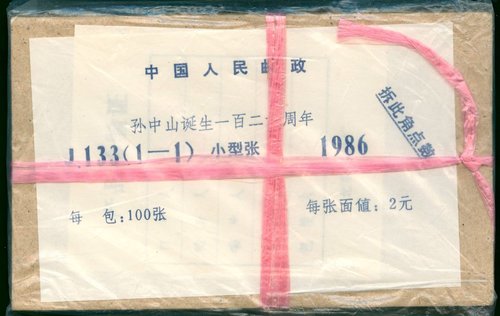 中国人民邮政
孙中山诞生一百二 周年
J.133(1—1) 小型张 1986
拆此角点数
每 包:100张
每张面值:2元